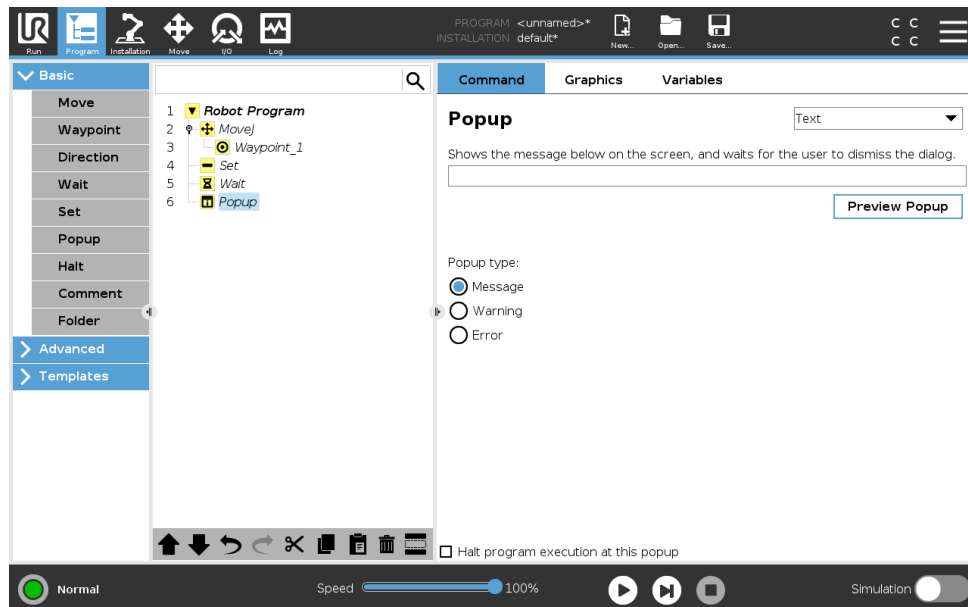 PROGRAM <unnamed>*
INSTALLATION default*
Run Program Installation Move I/O Log New... Open... Save...
C C
C C
Basic
Move
Waypoint
Direction
Wait
Set
Popup
Halt
Comment
Folder
Advanced
Templates
1 Robot Program
2 MoveJ
3 Waypoint_1
4 Set
5 Wait
6 Popup
Command Graphics Variables
Popup Text
Shows the message below on the screen, and waits for the user to dismiss the dialog.
Preview Popup
Popup type:
Message
Warning
Error
Halt program execution at this popup
Normal Speed 100% Simulation